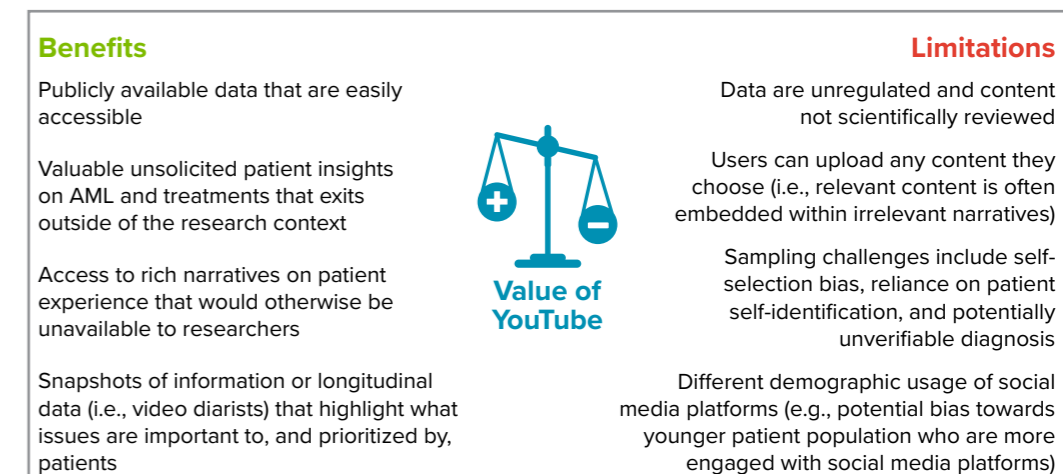 Benefits
Publicly available data that are easily
accessible
Valuable unsolicited patient insights
on AML and treatments that exits
outside of the research context
Access to rich narratives on patient
experience that would otherwise be
unavailable to researchers
Snapshots of information or longitudinal
data (i.e., video diarists) that highlight what
issues are important to, and prioritized by,
patients
Value of
YouTube
Limitations
Data are unregulated and content
not scientifically reviewed
Users can upload any content they
choose (i.e., relevant content is often
embedded within irrelevant narratives)
Sampling challenges include self-
selection bias, reliance on patient
self-identification, and potentially
unverifiable diagnosis
Different demographic usage of social
media platforms (e.g., potential bias towards
younger patient population who are more
engaged with social media platforms)